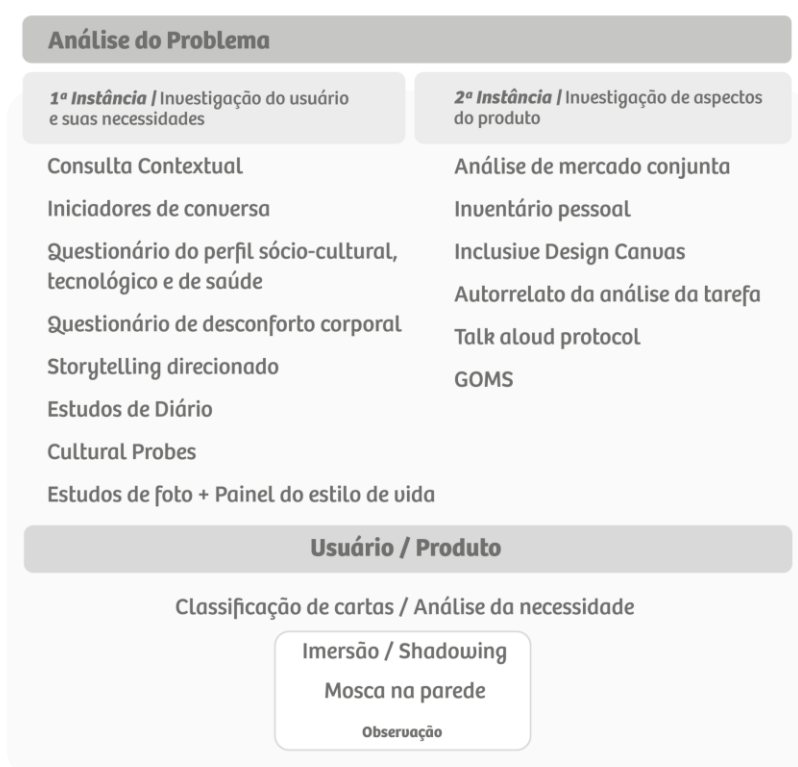 Análise do Problema
1ª Instância / Investigação do usuário
e suas necessidades
Consulta Contextual
Iniciadores de conversa
Questionário do perfil sócio-cultural,
tecnológico e de saúde
Questionário de desconforto corporal
Storytelling direcionado
Estudos de Diário
Cultural Probes
Estudos de foto + Painel do estilo de vida
2ª Instância / Investigação de aspectos
do produto
Análise de mercado conjunta
Inventário pessoal
Inclusive Design Canvas
Autorrelato da análise da tarefa
Talk aloud protocol
GOMS
Usuário / Produto
Classificação de cartas / Análise da necessidade
Imersão / Shadowing
Mosca na parede
Observação